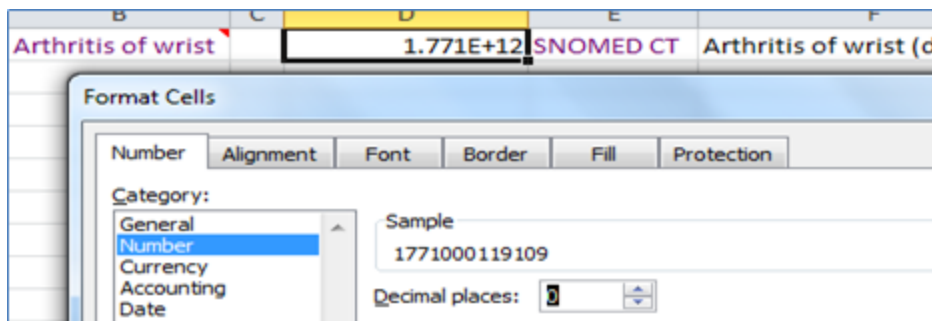 B C D E F
Arthritis of wrist 1.771E+12 SNOMED CT Arthritis of wrist (d
Format Cells
Number Alignment Font Border Fill Protection
Category:
General
Sample
Number
1771000119109
Currency
Accounting
Decimal places: 0
Date